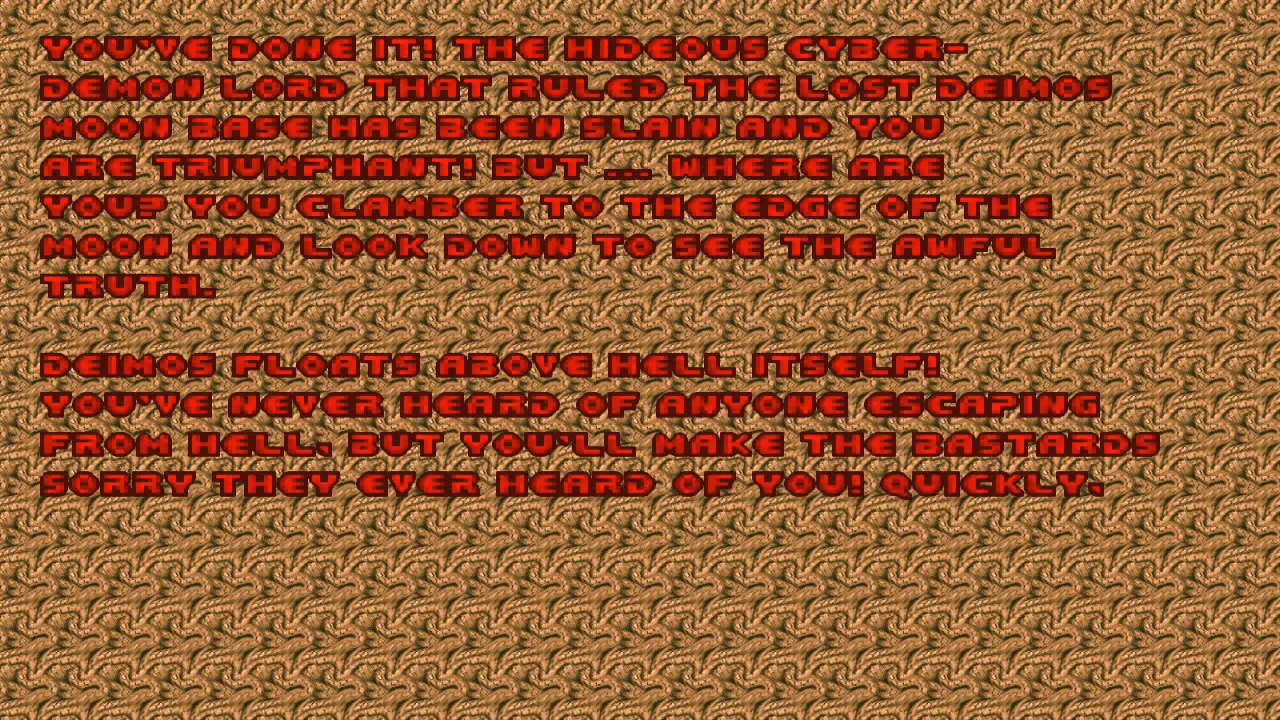 YOU'VE DONE IT! THE HIDEOUS CYBER-
DEMON LORD THAT RULED THE LOST DEIMOS
MOON BASE HAS BEEN SLAIN AND YOU
ARE TRIUMPHANT! BUT ... WHERE ARE
YOU? YOU CLAMBER TO THE EDGE OF THE
MOON AND LOOK DOWN TO SEE THE AWFUL
TRUTH.

DEIMOS FLOATS ABOVE HELL ITSELF!
YOU'VE NEVER HEARD OF ANYONE ESCAPING
FROM HELL, BUT YOU'LL MAKE THE BASTARDS
SORRY THEY EVER HEARD OF YOU! QUICKLY,